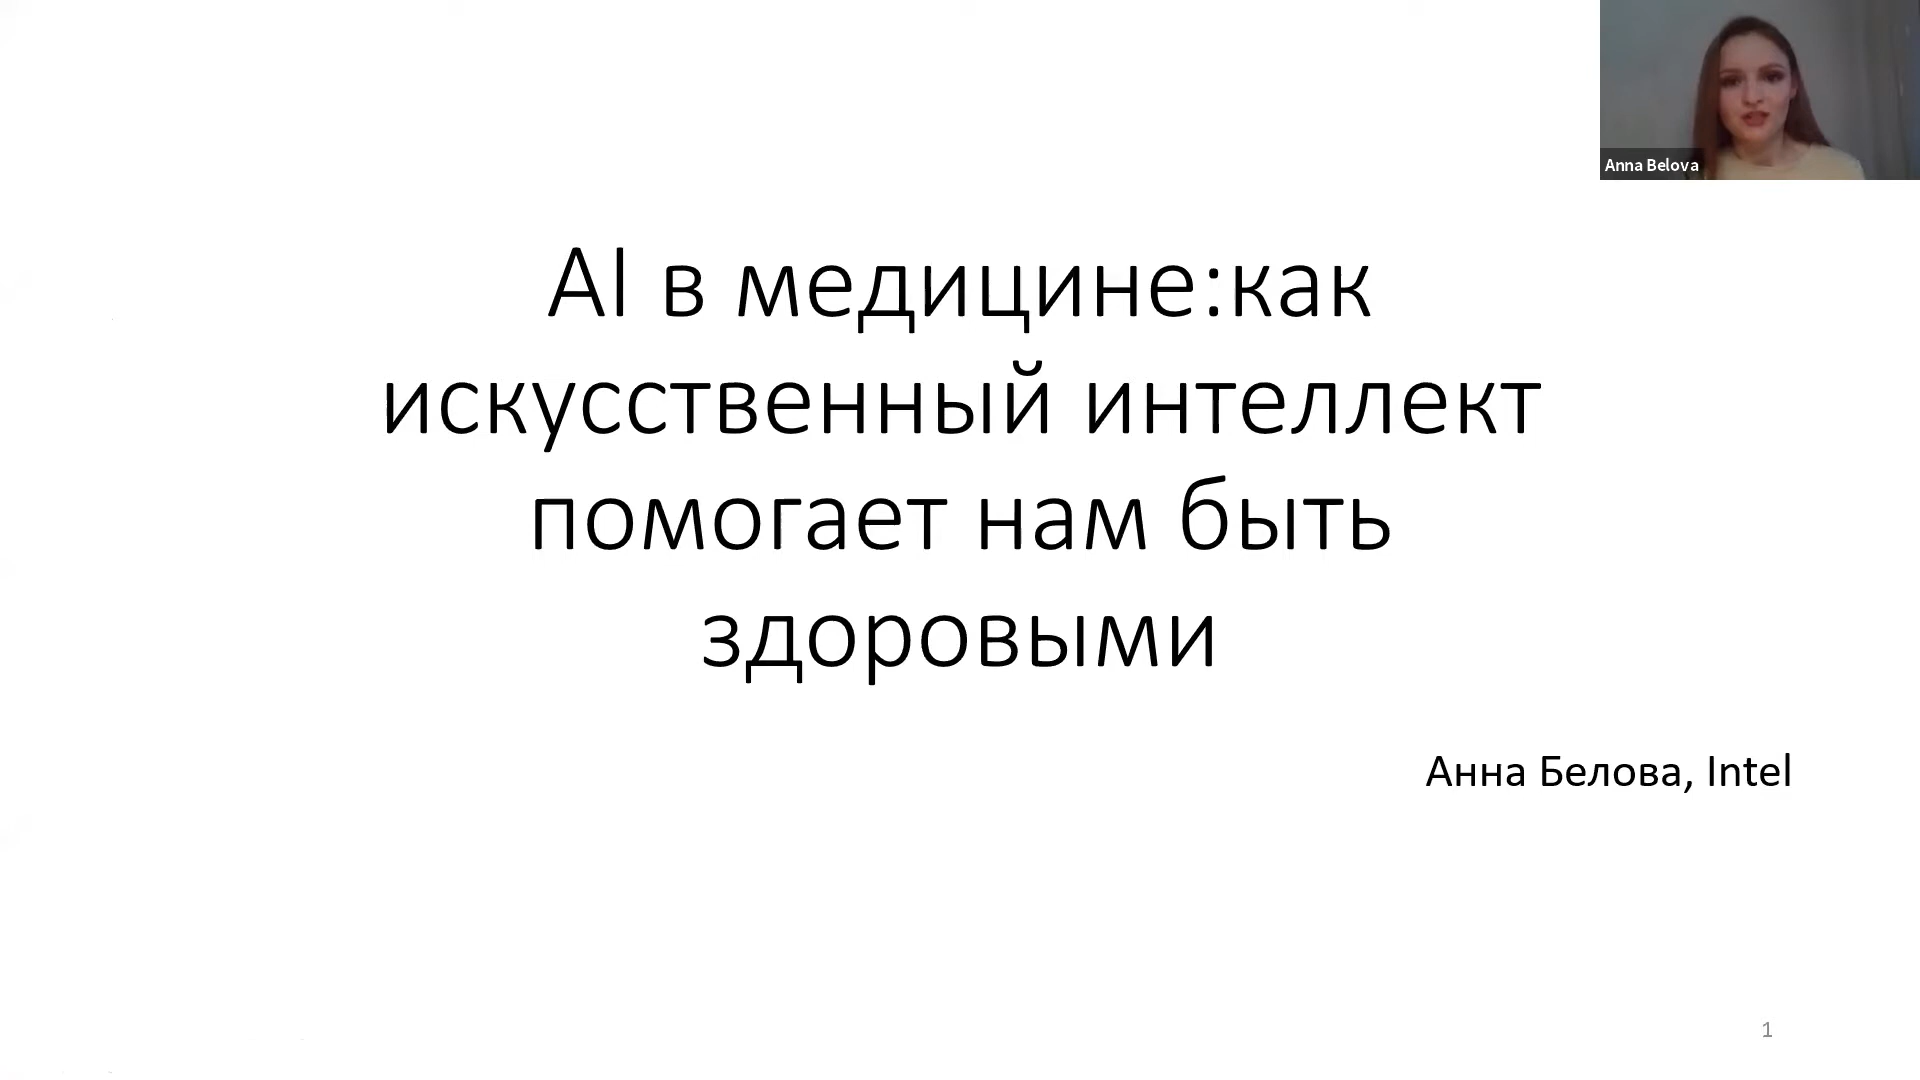 Anna Belova
AI в медицине:как
искусственный интеллект
помогает нам быть
здоровыми
Анна Белова, Intel
1